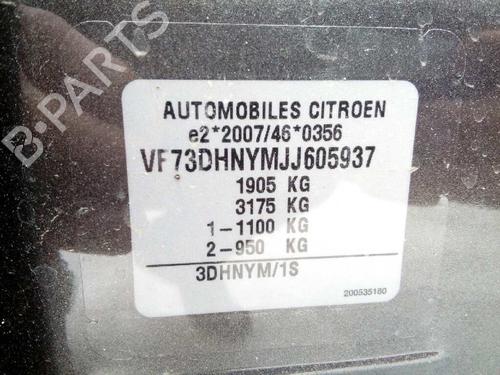 B-PARTS
AUTOMOBILES CITROEN
e2*2007/46*0356
VF73DHNYMJJ605937
1905 KG
3175 KG
1-1100 KG
2-950 KG
3DHNYM/1S
200535180